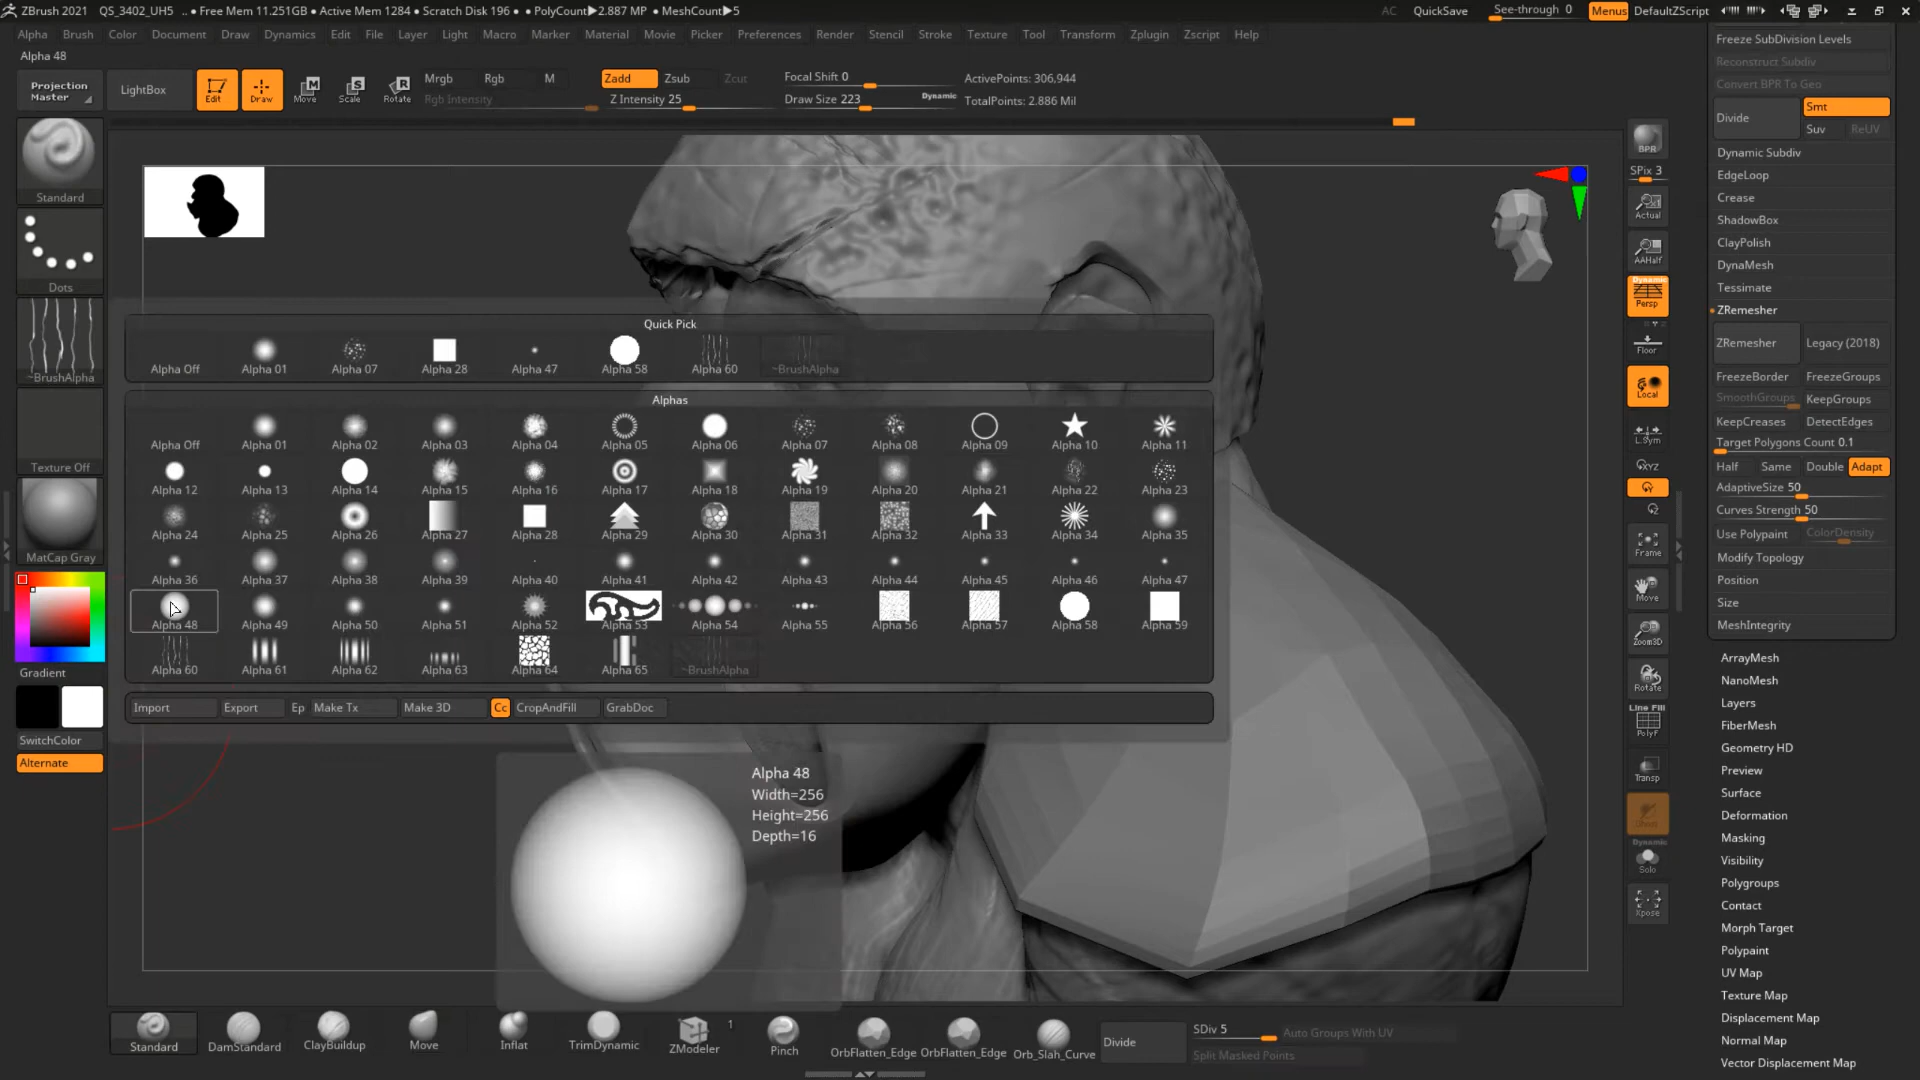 ZBrush 2021 QS_3402_UH5 .. • Free Mem 11.251GB • Active Mem 1284 • Scratch Disk 196 • • PolyCount▶2.887 MP • MeshCount▶5 AC QuickSave See-through 0 Menus DefaultZScript
Alpha Brush Color Document Draw Dynamics Edit File Layer Light Macro Marker Material Movie Picker Preferences Render Stencil Stroke Texture Tool Transform Zplugin Zscript Help
Alpha 48
Projection Master
LightBox
Edit
Draw
Move
Scale
Rotate
Mrgb Rgb M
Rgb Intensity
Zadd Zsub Zcut
Z Intensity 25
Focal Shift 0
Draw Size 223
Dynamic
ActivePoints: 306,944
TotalPoints: 2.886 Mil
Standard
Dots
~BrushAlpha
Texture Off
MatCap Gray
Gradient
SwitchColor
Alternate
Quick Pick
Alpha Off Alpha 01 Alpha 07 Alpha 28 Alpha 47 Alpha 58 Alpha 60 ~BrushAlpha
Alphas
Alpha Off Alpha 01 Alpha 02 Alpha 03 Alpha 04 Alpha 05 Alpha 06 Alpha 07 Alpha 08 Alpha 09 Alpha 10 Alpha 11
Alpha 12 Alpha 13 Alpha 14 Alpha 15 Alpha 16 Alpha 17 Alpha 18 Alpha 19 Alpha 20 Alpha 21 Alpha 22 Alpha 23
Alpha 24 Alpha 25 Alpha 26 Alpha 27 Alpha 28 Alpha 29 Alpha 30 Alpha 31 Alpha 32 Alpha 33 Alpha 34 Alpha 35
Alpha 36 Alpha 37 Alpha 38 Alpha 39 Alpha 40 Alpha 41 Alpha 42 Alpha 43 Alpha 44 Alpha 45 Alpha 46 Alpha 47
Alpha 48 Alpha 49 Alpha 50 Alpha 51 Alpha 52 Alpha 53 Alpha 54 Alpha 55 Alpha 56 Alpha 57 Alpha 58 Alpha 59
Alpha 60 Alpha 61 Alpha 62 Alpha 63 Alpha 64 Alpha 65 ~BrushAlpha
Import Export Ep Make Tx Make 3D Cc CropAndFill GrabDoc
Alpha 48
Width=256
Height=256
Depth=16
BPR
SPix 3
Actual
AAHalf
Dynamic
Persp
Floor
Local
L.Sym
Frame
Move
Zoom3D
Rotate
Line Fill
PolyF
Transp
Dynamic
Solo
Xpose
Freeze SubDivision Levels
Reconstruct Subdiv
Convert BPR To Geo
Divide
Smt
Suv ReUV
Dynamic Subdiv
EdgeLoop
Crease
ShadowBox
ClayPolish
DynaMesh
Tessimate
ZRemesher
ZRemesher Legacy (2018)
FreezeBorder FreezeGroups
SmoothGroups KeepGroups
KeepCreases DetectEdges
Target Polygons Count 0.1
Half Same Double Adapt
AdaptiveSize 50
Curves Strength 50
Use Polypaint ColorDensity
Modify Topology
Position
Size
MeshIntegrity
ArrayMesh
NanoMesh
Layers
FiberMesh
Geometry HD
Preview
Surface
Deformation
Masking
Visibility
Polygroups
Contact
Morph Target
Polypaint
UV Map
Texture Map
Displacement Map
Normal Map
Vector Displacement Map
Standard DamStandard ClayBuildup Move Inflat TrimDynamic ZModeler 1 Pinch OrbFlatten_Edge OrbFlatten_Edge Orb_Slah_Curve Divide
SDiv 5 Auto Groups With UV
Split Masked Points